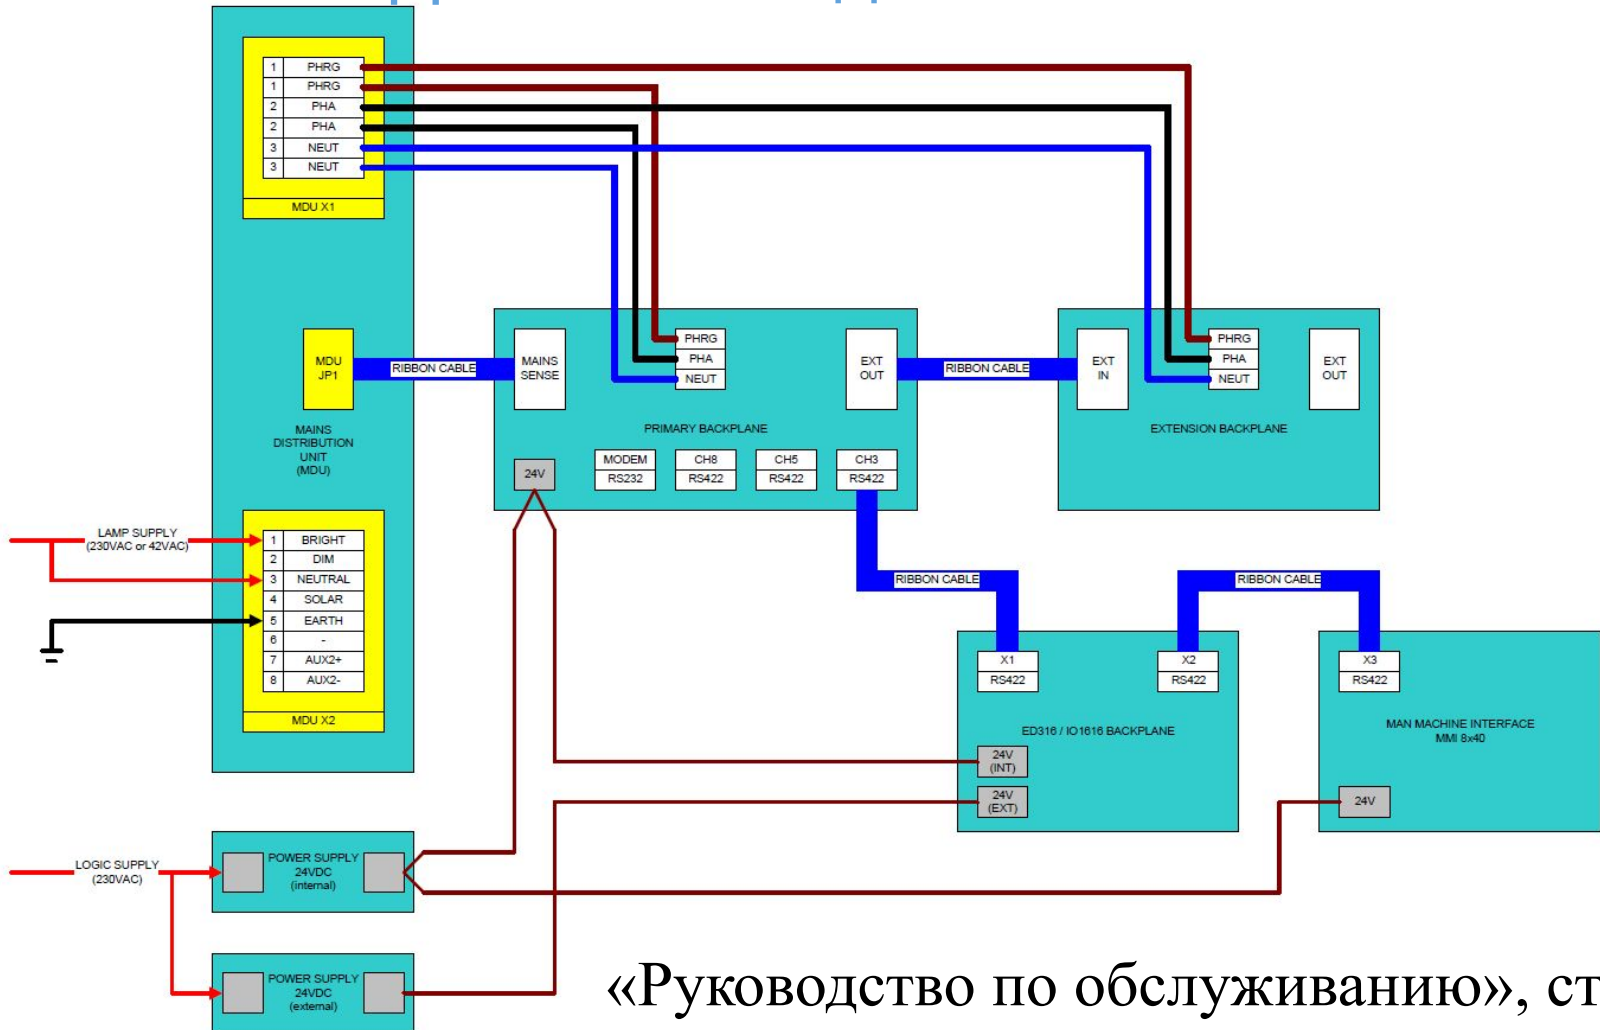 1 PHRG
1 PHRG
2 PHA
2 PHA
3 NEUT
3 NEUT
MDU X1
MDU
JP1
RIBBON CABLE
MAINS
SENSE
PHRG
PHA
NEUT
EXT
OUT
RIBBON CABLE
EXT
IN
PHRG
PHA
NEUT
EXT
OUT
MAINS
DISTRIBUTION
UNIT
(MDU)
PRIMARY BACKPLANE
EXTENSION BACKPLANE
24V
MODEM
RS232
CH8
RS422
CH5
RS422
CH3
RS422
LAMP SUPPLY
(230VAC or 42VAC)
1 BRIGHT
2 DIM
3 NEUTRAL
4 SOLAR
5 EARTH
6 -
7 AUX2+
8 AUX2-
MDU X2
RIBBON CABLE
RIBBON CABLE
X1
RS422
X2
RS422
X3
RS422
ED316 / IO1616 BACKPLANE
MAN MACHINE INTERFACE
MMI 8x40
24V
(INT)
24V
(EXT)
24V
LOGIC SUPPLY
(230VAC)
POWER SUPPLY
24VDC
(internal)
POWER SUPPLY
24VDC
(external)
«Руководство по обслуживанию», ст